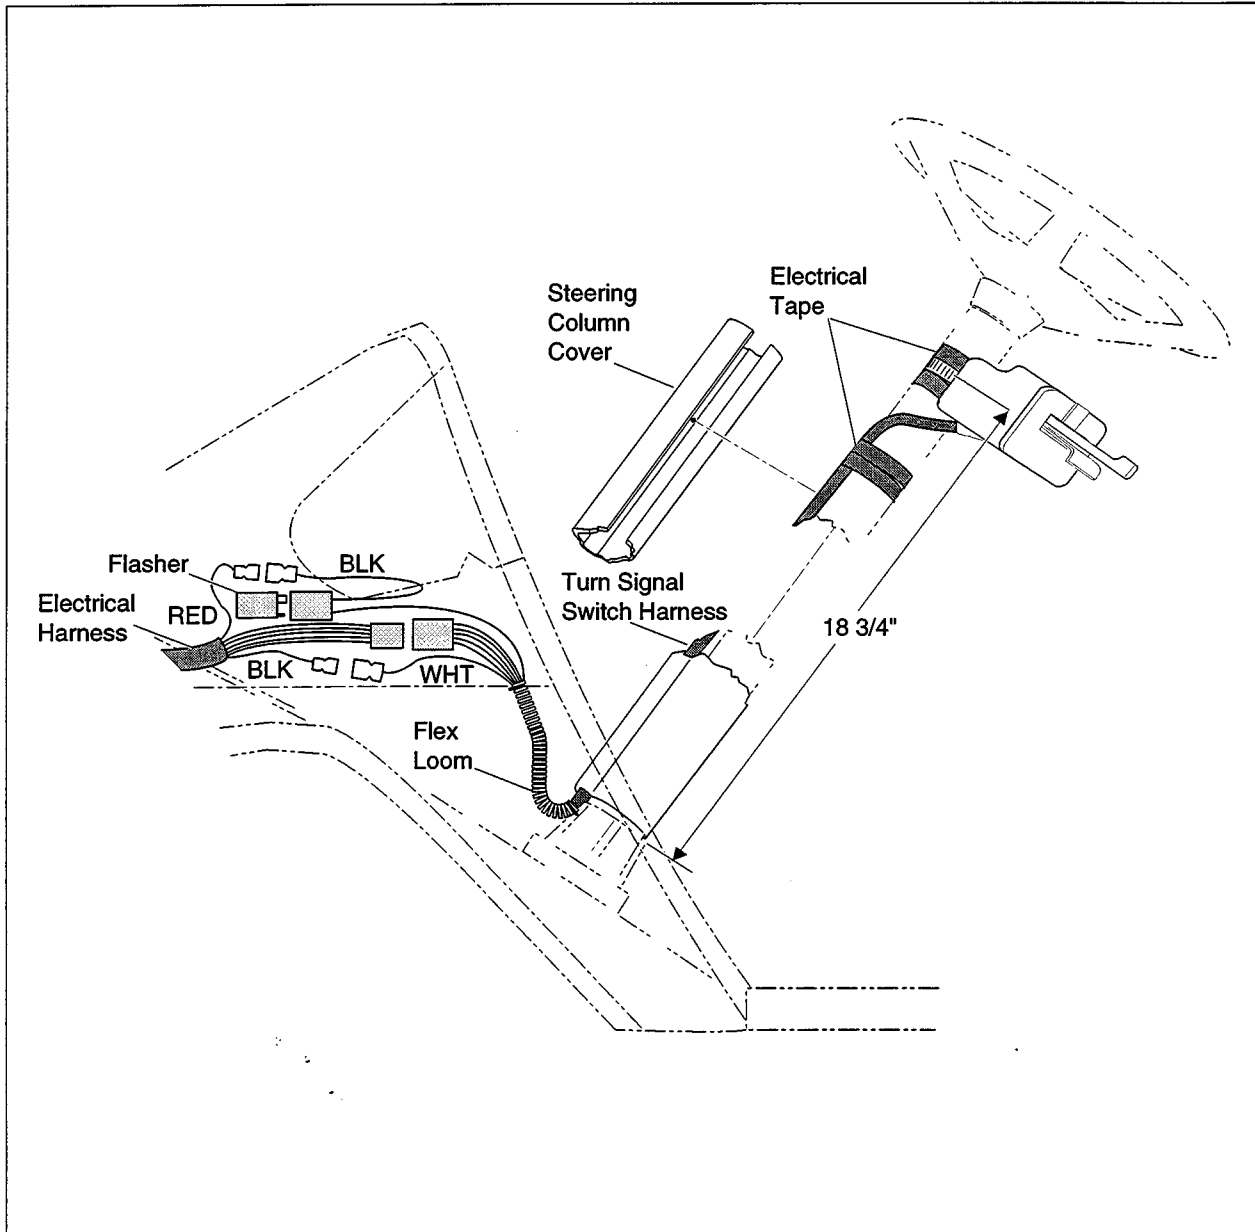 Electrical
Tape
Steering
Column
Cover
Flasher
BLK
Electrical
Harness
RED
BLK
WHT
Turn Signal
Switch Harness
18 3/4"
Flex
Loom